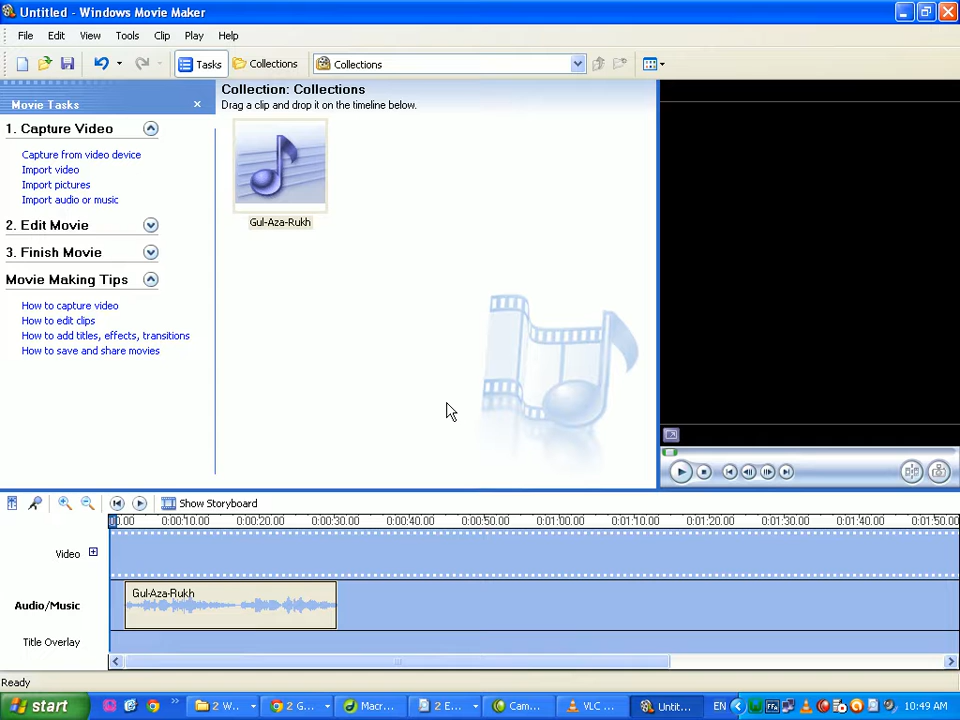 Untitled - Windows Movie Maker
File Edit View Tools Clip Play Help
Tasks Collections Collections
Movie Tasks
1. Capture Video
Capture from video device
Import video
Import pictures
Import audio or music
2. Edit Movie
3. Finish Movie
Movie Making Tips
How to capture video
How to edit clips
How to add titles, effects, transitions
How to save and share movies
Collection: Collections
Drag a clip and drop it on the timeline below.
Gul-Aza-Rukh
Show Storyboard
00.00 0:00:10.00 0:00:20.00 0:00:30.00 0:00:40.00 0:00:50.00 0:01:00.00 0:01:10.00 0:01:20.00 0:01:30.00 0:01:40.00 0:01:50.00
Video
Gul-Aza-Rukh
Audio/Music
Title Overlay
Ready
start 2 W... 2 G... Macr... 2 E... Cam... VLC ... Untit... EN 10:49 AM